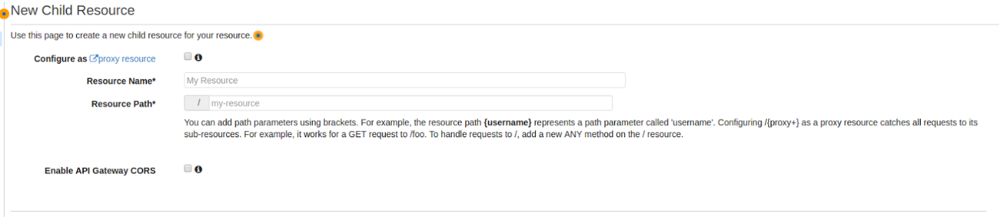 New Child Resource
Use this page to create a new child resource for your resource.
Configure as proxy resource
Resource Name* My Resource
Resource Path* / my-resource
You can add path parameters using brackets. For example, the resource path {username} represents a path parameter called 'username'. Configuring /{proxy+} as a proxy resource catches all requests to its
sub-resources. For example, it works for a GET request to /foo. To handle requests to /, add a new ANY method on the / resource.
Enable API Gateway CORS